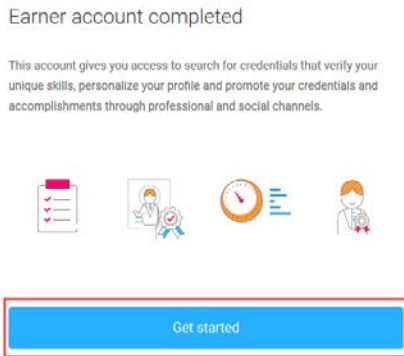 Earner account completed
This account gives you access to search for credentials that verify your
unique skills, personalize your profile and promote your credentials and
accomplishments through professional and social channels.
Get started